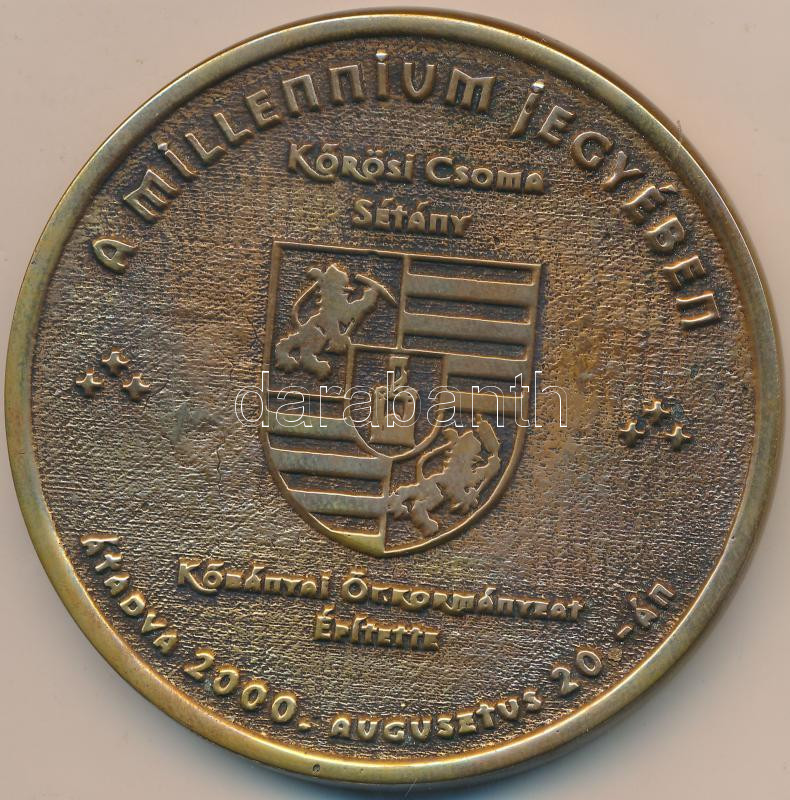 A MILLENNIUM JEGYÉBEN
Kőrösi Csoma
Sétány
darabanth
Kőbányai Önkormányzat
Építette
Átadva 2000. augusztus 20.-án